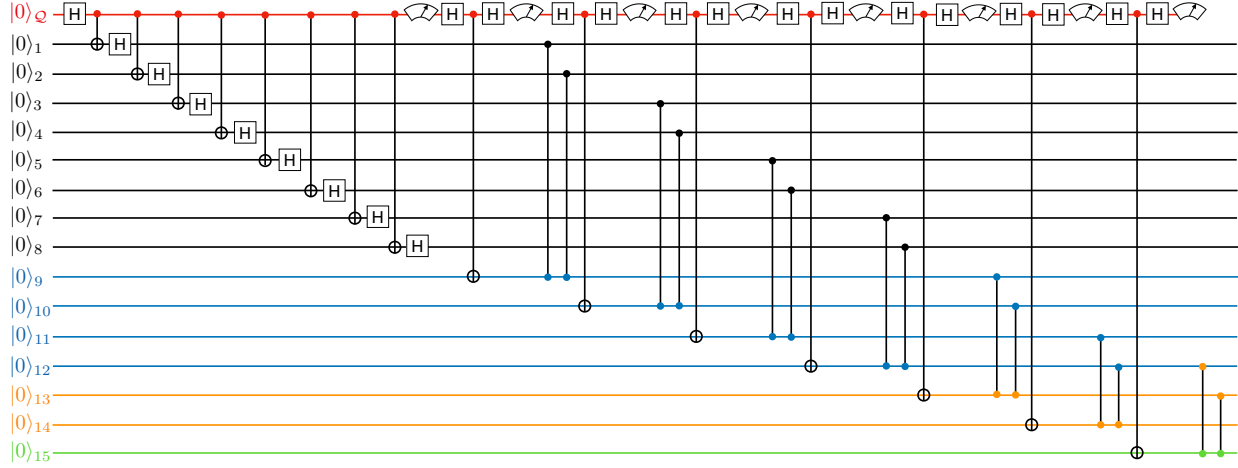 |0⟩_Q H H H H H H H H H H H H H H H
|0⟩₁ H
|0⟩₂ H
|0⟩₃ H
|0⟩₄ H
|0⟩₅ H
|0⟩₆ H
|0⟩₇ H
|0⟩₈ H
|0⟩₉
|0⟩₁₀
|0⟩₁₁
|0⟩₁₂
|0⟩₁₃
|0⟩₁₄
|0⟩₁₅